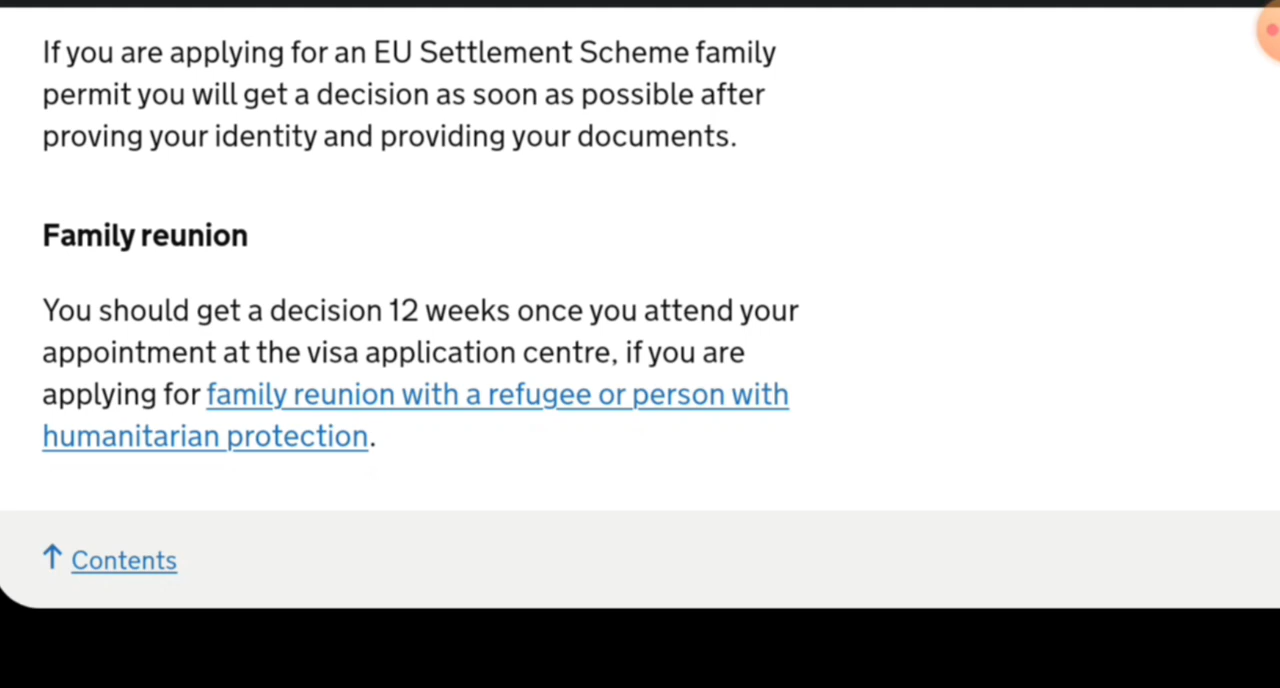 If you are applying for an EU Settlement Scheme family
permit you will get a decision as soon as possible after
proving your identity and providing your documents.
Family reunion
You should get a decision 12 weeks once you attend your
appointment at the visa application centre, if you are
applying for family reunion with a refugee or person with
humanitarian protection.
↑ Contents